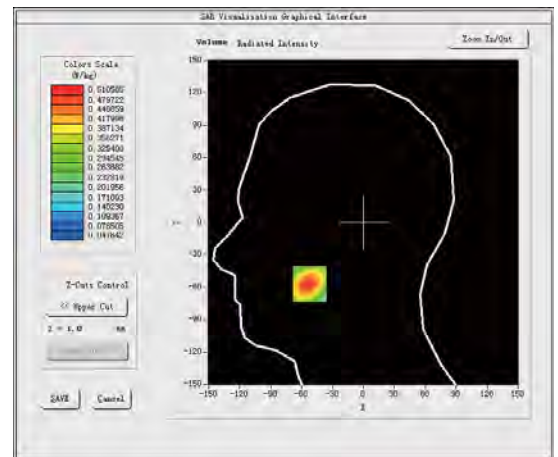 SAR Visualisation Graphical Interface
Volume Radiated Intensity
Zoom In/Out
Colors Scale
(W/kg)
0.510585
0.479722
0.448859
0.417996
0.387134
0.356271
0.325408
0.294545
0.263682
0.232819
0.201956
0.171093
0.140230
0.109367
0.078505
0.047642
150
120
90
60
30
0
-30
-60
-90
-120
-150
Y
-150 -120 -90 -60 -30 0 30 60 90 120 150
X
Z-Cuts Control
<< Upper Cut
mm
SAVE Cancel